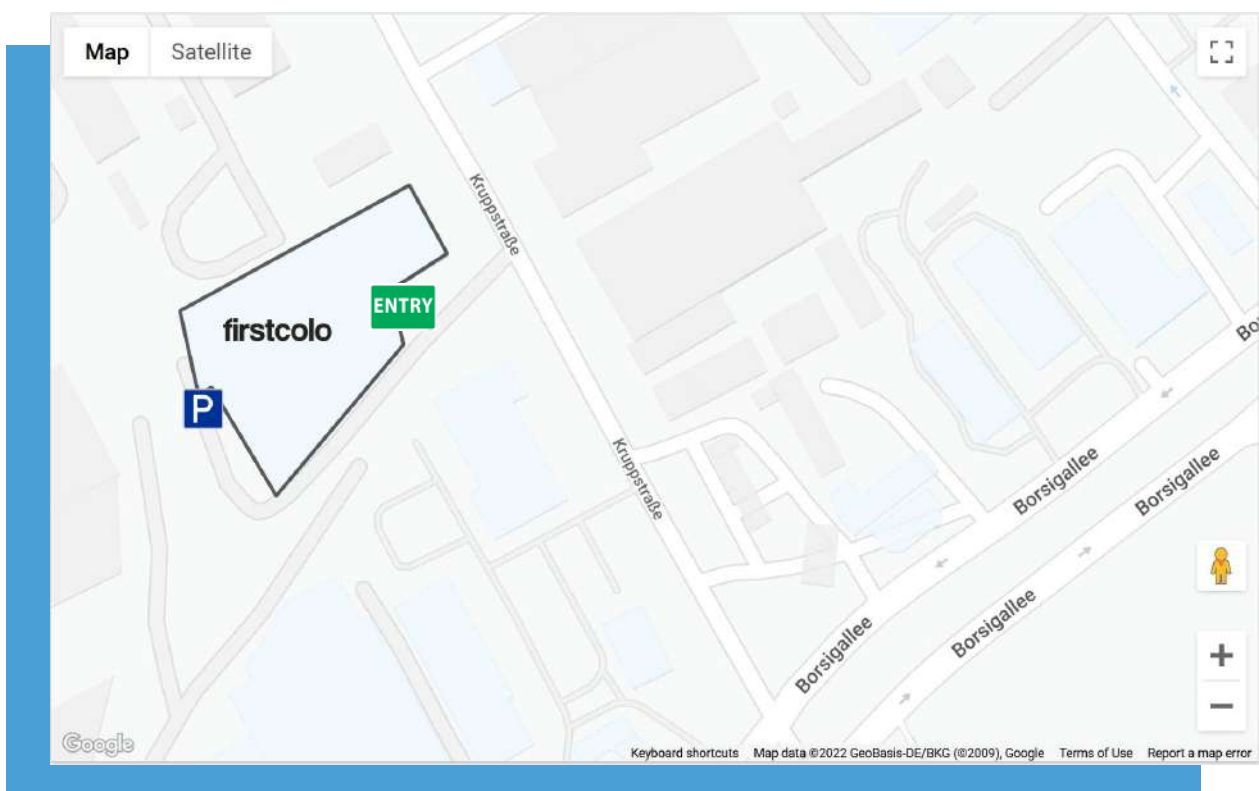 Map Satellite
Kruppstraße
ENTRY
firstcolo
P
Kruppstraße
Borsigallee
Borsigallee
Borsigallee
Borsigallee
Google
Keyboard shortcuts Map data ©2022 GeoBasis-DE/BKG (©2009), Google Terms of Use Report a map error